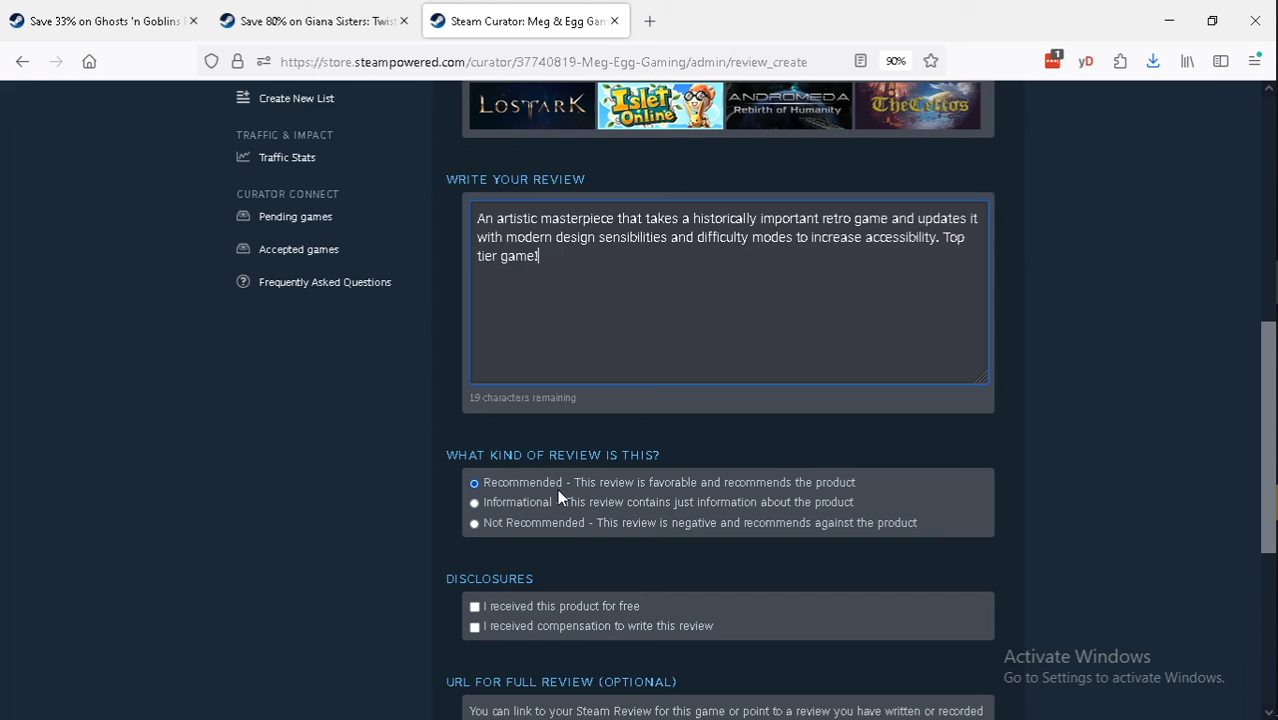 Save 33% on Ghosts 'n Goblins
Save 80% on Giana Sisters: Twist
Steam Curator: Meg & Egg Gam
https://store.steampowered.com/curator/37740819-Meg-Egg-Gaming/admin/review_create
90%
1
yD
Create New List
TRAFFIC & IMPACT
Traffic Stats
CURATOR CONNECT
Pending games
Accepted games
Frequently Asked Questions
LOST ARK
Islet Online
ANDROMEDA
Rebirth of Humanity
The Celtos
WRITE YOUR REVIEW
An artistic masterpiece that takes a historically important retro game and updates it
with modern design sensibilities and difficulty modes to increase accessibility. Top
tier game!
19 characters remaining
WHAT KIND OF REVIEW IS THIS?
Recommended - This review is favorable and recommends the product
Informational - This review contains just information about the product
Not Recommended - This review is negative and recommends against the product
DISCLOSURES
I received this product for free
I received compensation to write this review
URL FOR FULL REVIEW (OPTIONAL)
You can link to your Steam Review for this game or point to a review you have written or recorded
Activate Windows
Go to Settings to activate Windows.